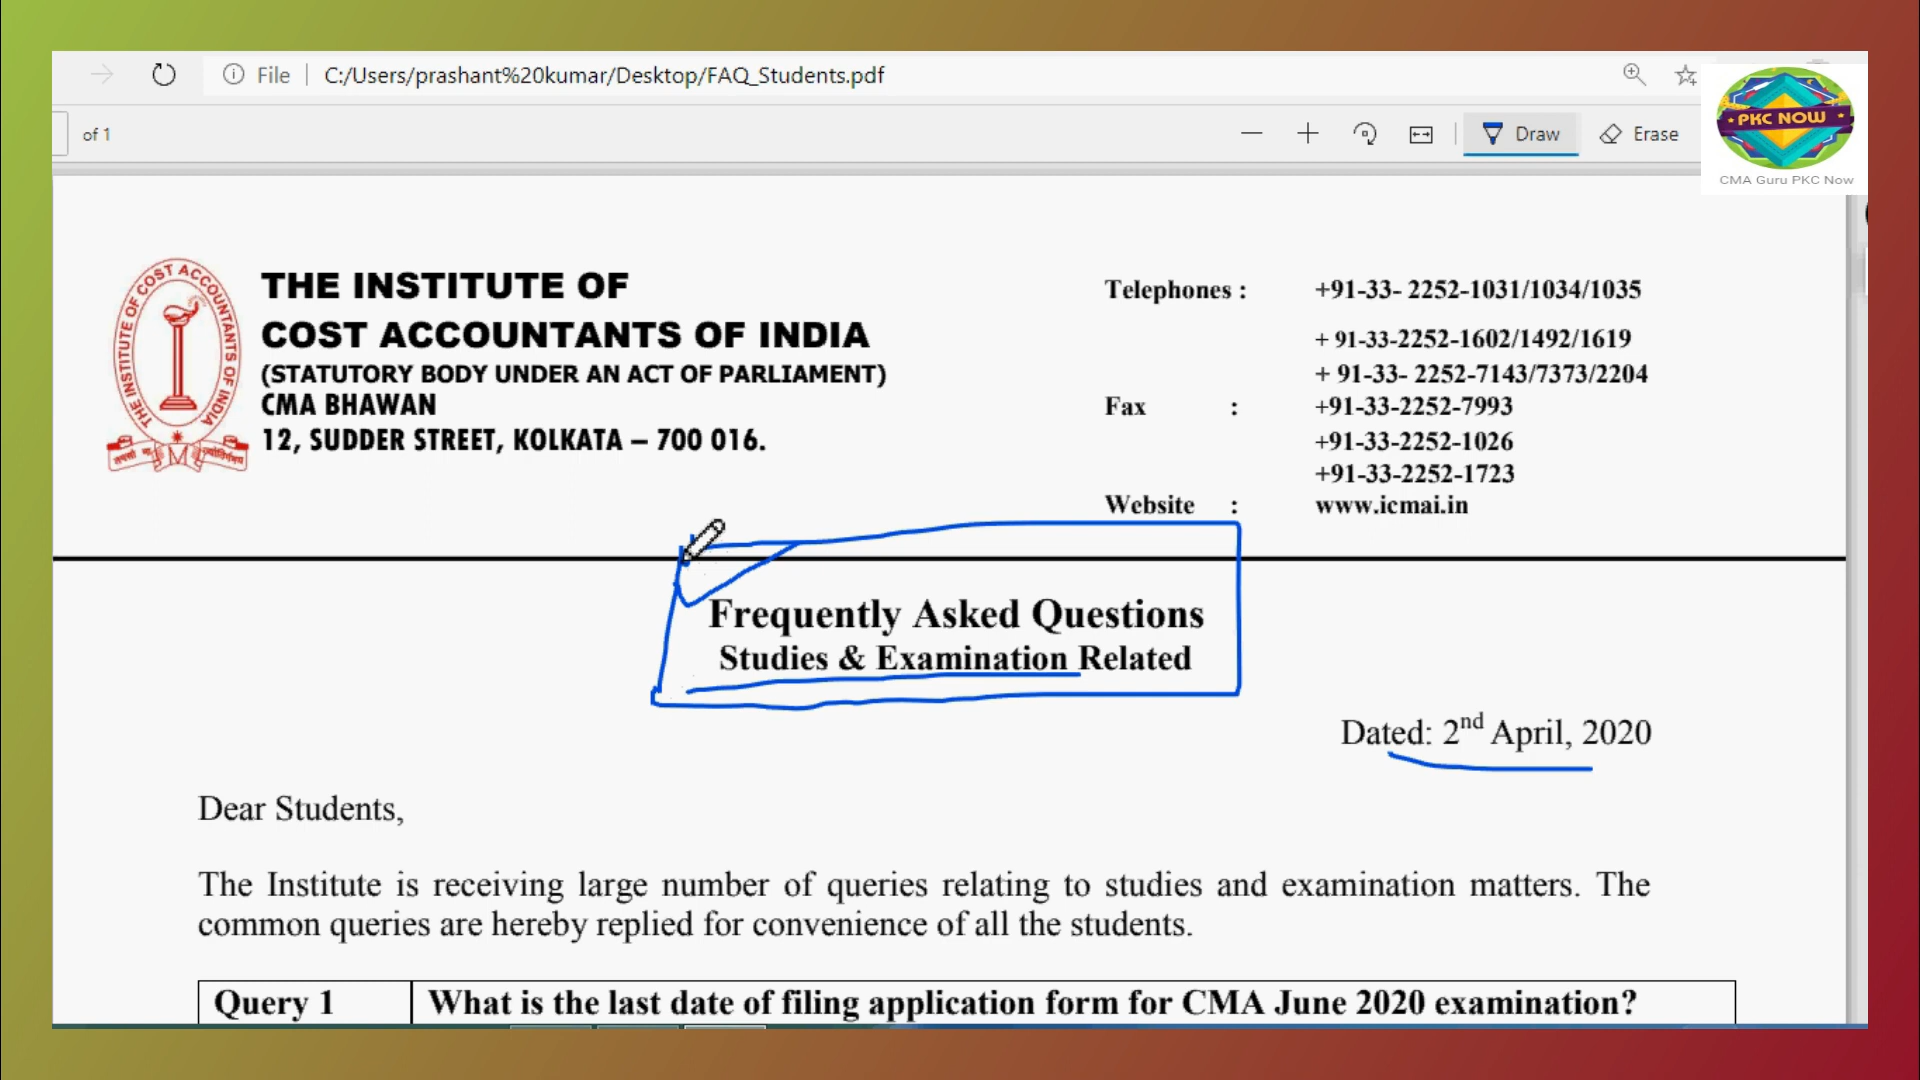 File
C:/Users/prashant%20kumar/Desktop/FAQ_Students.pdf
of 1
Draw
Erase
PKC NOW
CMA Guru PKC Now
THE INSTITUTE OF COST ACCOUNTANTS OF INDIA
THE INSTITUTE OF
COST ACCOUNTANTS OF INDIA
(STATUTORY BODY UNDER AN ACT OF PARLIAMENT)
CMA BHAWAN
12, SUDDER STREET, KOLKATA – 700 016.
Telephones : +91-33- 2252-1031/1034/1035
+ 91-33-2252-1602/1492/1619
+ 91-33- 2252-7143/7373/2204
Fax : +91-33-2252-7993
+91-33-2252-1026
+91-33-2252-1723
Website : www.icmai.in
Frequently Asked Questions
Studies & Examination Related
Dated: 2nd April, 2020
Dear Students,
The Institute is receiving large number of queries relating to studies and examination matters. The
common queries are hereby replied for convenience of all the students.
Query 1 What is the last date of filing application form for CMA June 2020 examination?